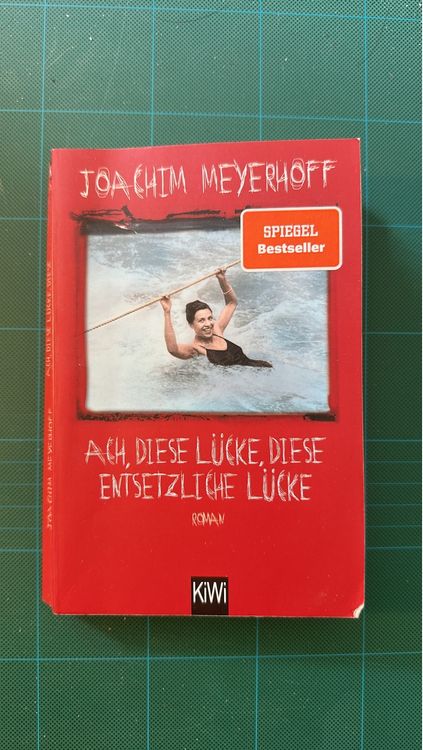 JOACHIM MEYERHOFF
SPIEGEL
Bestseller
ACH, DIESE LÜCKE, DIESE
ENTSETZLICHE LÜCKE
ROMAN
KiWi
JOACHIM MEYERHOFF ACH, DIESE LÜCKE, DIESE